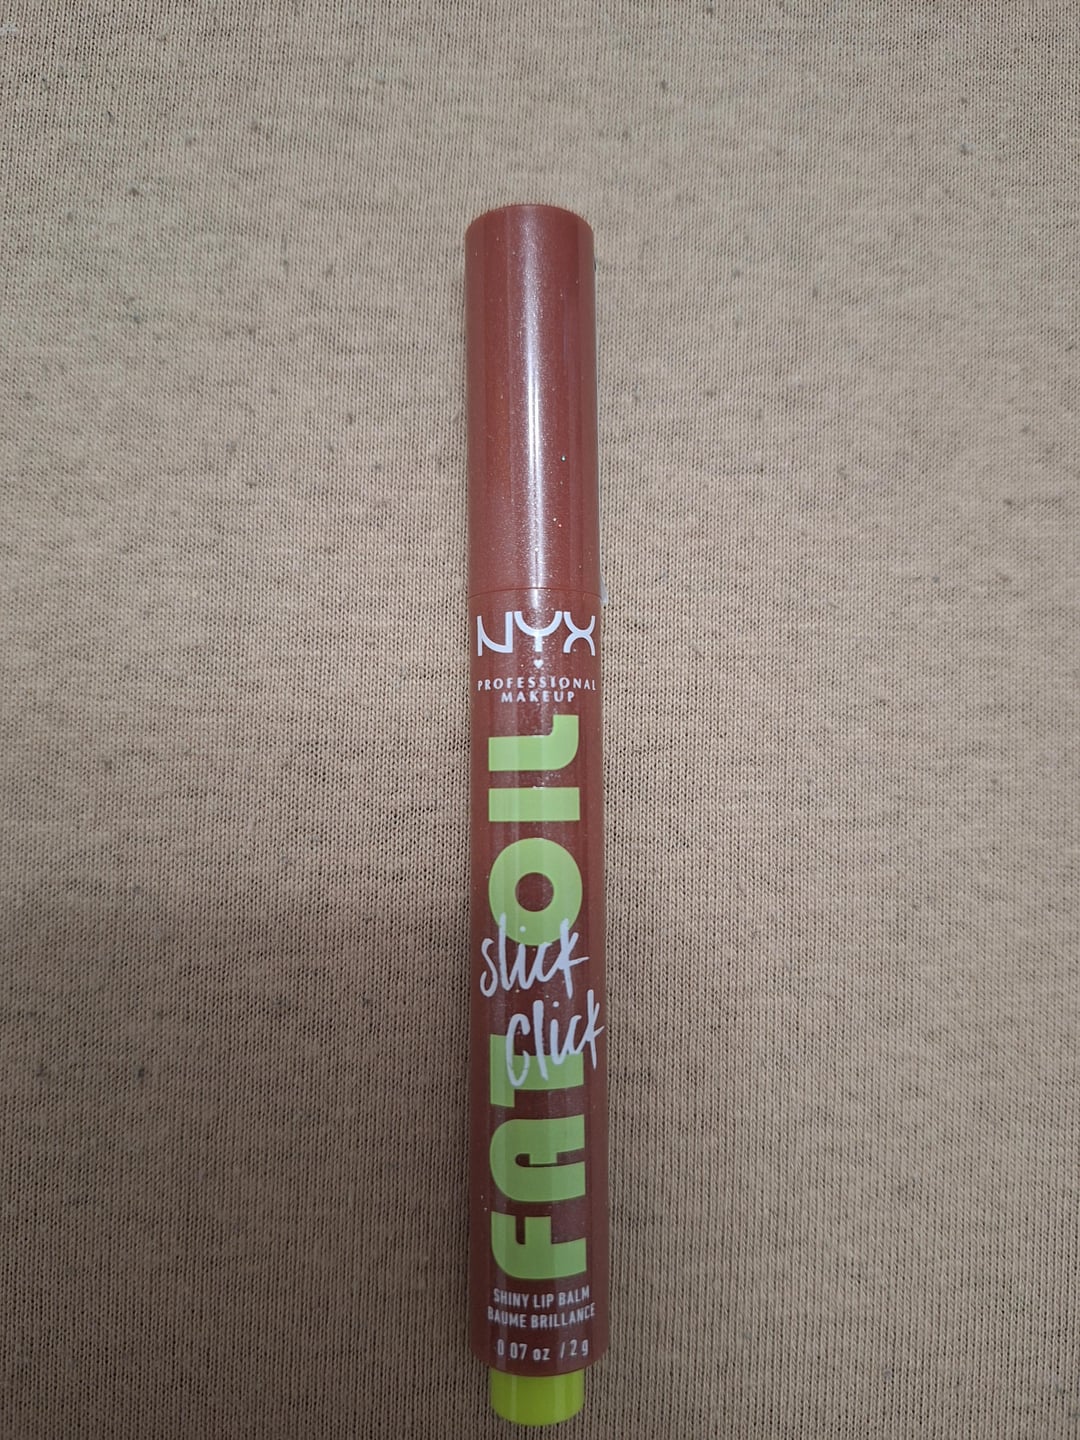 NYX
PROFESSIONAL
MAKEUP
FAT OIL
slick
click
SHINY LIP BALM
BAUME BRILLANCE
0.07 oz / 2 g